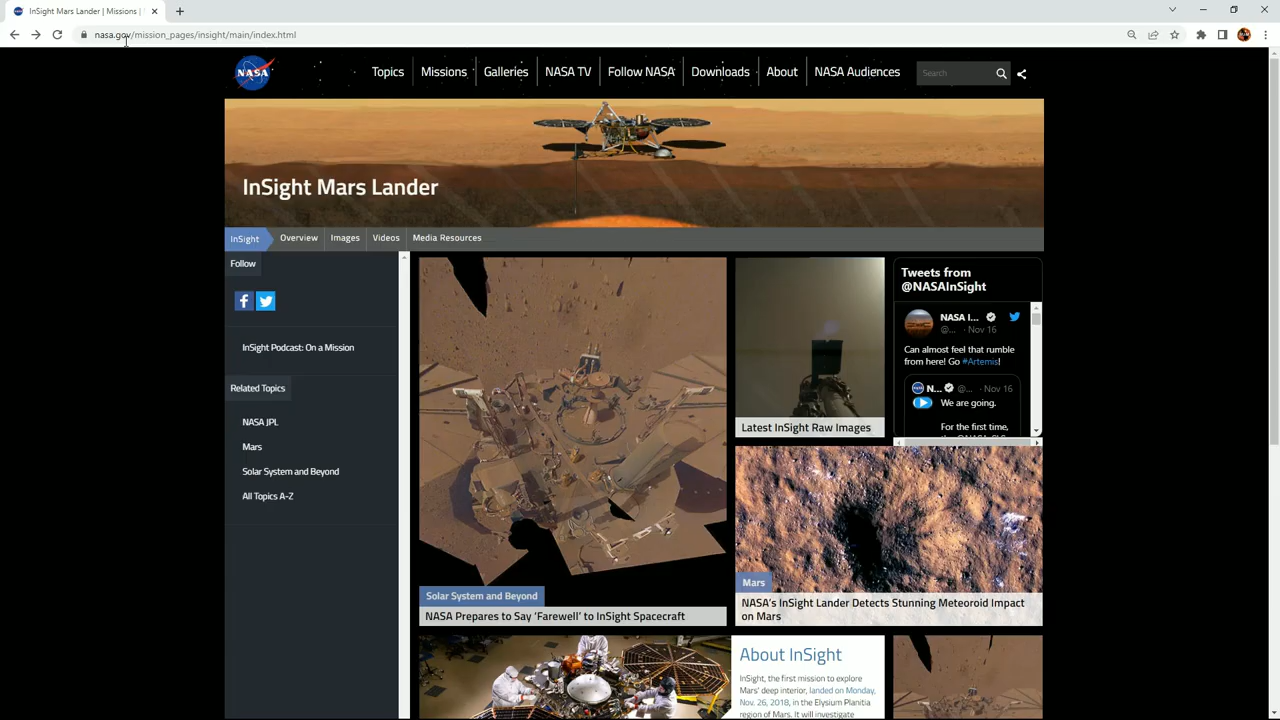 InSight Mars Lander | Missions |
nasa.gov/mission_pages/insight/main/index.html
NASA
Topics
Missions
Galleries
NASA TV
Follow NASA
Downloads
About
NASA Audiences
Search
InSight Mars Lander
InSight
Overview
Images
Videos
Media Resources
Follow
InSight Podcast: On a Mission
Related Topics
NASA JPL
Mars
Solar System and Beyond
All Topics A-Z
Solar System and Beyond
NASA Prepares to Say ‘Farewell’ to InSight Spacecraft
Latest InSight Raw Images
Tweets from
@NASAInSight
NASA I...
@... · Nov 16
Can almost feel that rumble
from here! Go #Artemis!
N... @... · Nov 16
We are going.
For the first time,
Mars
NASA’s InSight Lander Detects Stunning Meteoroid Impact
on Mars
About InSight
InSight, the first mission to explore
Mars' deep interior, landed on Monday,
Nov. 26, 2018, in the Elysium Planitia
region of Mars. It will investigate